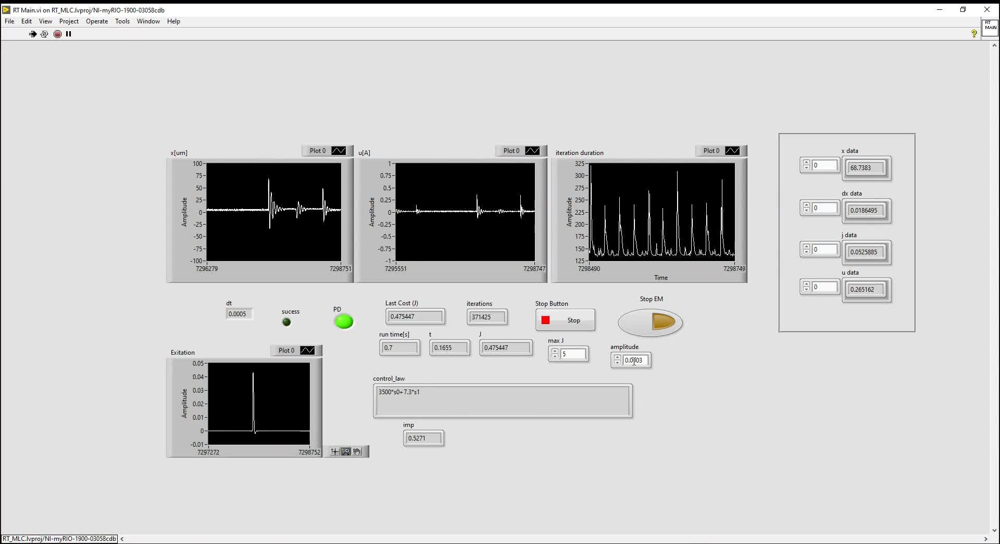 RT Main.vi on RT_MLC.lvproj/NI-myRIO-1900-03058cdb
File Edit View Project Operate Tools Window Help
RT
MAIN
?
x[um]
Plot 0
Amplitude
100
75
50
25
0
-25
-50
-75
-100
7296279
7298751
u[A]
Plot 0
Amplitude
1
0.75
0.5
0.25
0
-0.25
-0.5
-0.75
-1
7295551
7298747
iteration duration
Plot 0
Amplitude
325
300
275
250
225
200
175
150
125
7298490
7298749
Time
x data
0
68.7383
dx data
0
0.0186495
j data
0
0.0525885
u data
0
0.265162
dt
0.0005
sucess
PD
Last Cost (J)
0.475447
iterations
371425
Stop Button
Stop
Stop EM
run time[s]
0.7
t
0.1655
J
0.475447
max J
5
amplitude
0.0003
Exitation
Plot 0
Amplitude
0.05
0.04
0.03
0.02
0.01
0
-0.01
7297272
7298752
control_law
3500*s0+7.3*s1
imp
0.5271
RT_MLC.lvproj/NI-myRIO-1900-03058cdb